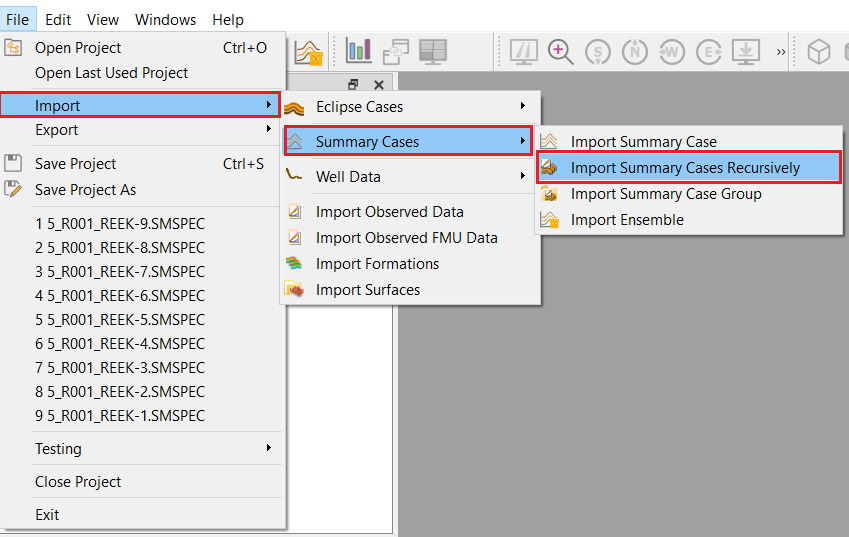 File Edit View Windows Help
Open Project Ctrl+O
Open Last Used Project
Import
Export
Save Project Ctrl+S
Save Project As
1 5_R001_REEK-9.SMSPEC
2 5_R001_REEK-8.SMSPEC
3 5_R001_REEK-7.SMSPEC
4 5_R001_REEK-6.SMSPEC
5 5_R001_REEK-5.SMSPEC
6 5_R001_REEK-4.SMSPEC
7 5_R001_REEK-3.SMSPEC
8 5_R001_REEK-2.SMSPEC
9 5_R001_REEK-1.SMSPEC
Testing
Close Project
Exit
Eclipse Cases
Summary Cases
Well Data
Import Observed Data
Import Observed FMU Data
Import Formations
Import Surfaces
Import Summary Case
Import Summary Cases Recursively
Import Summary Case Group
Import Ensemble
S N W E